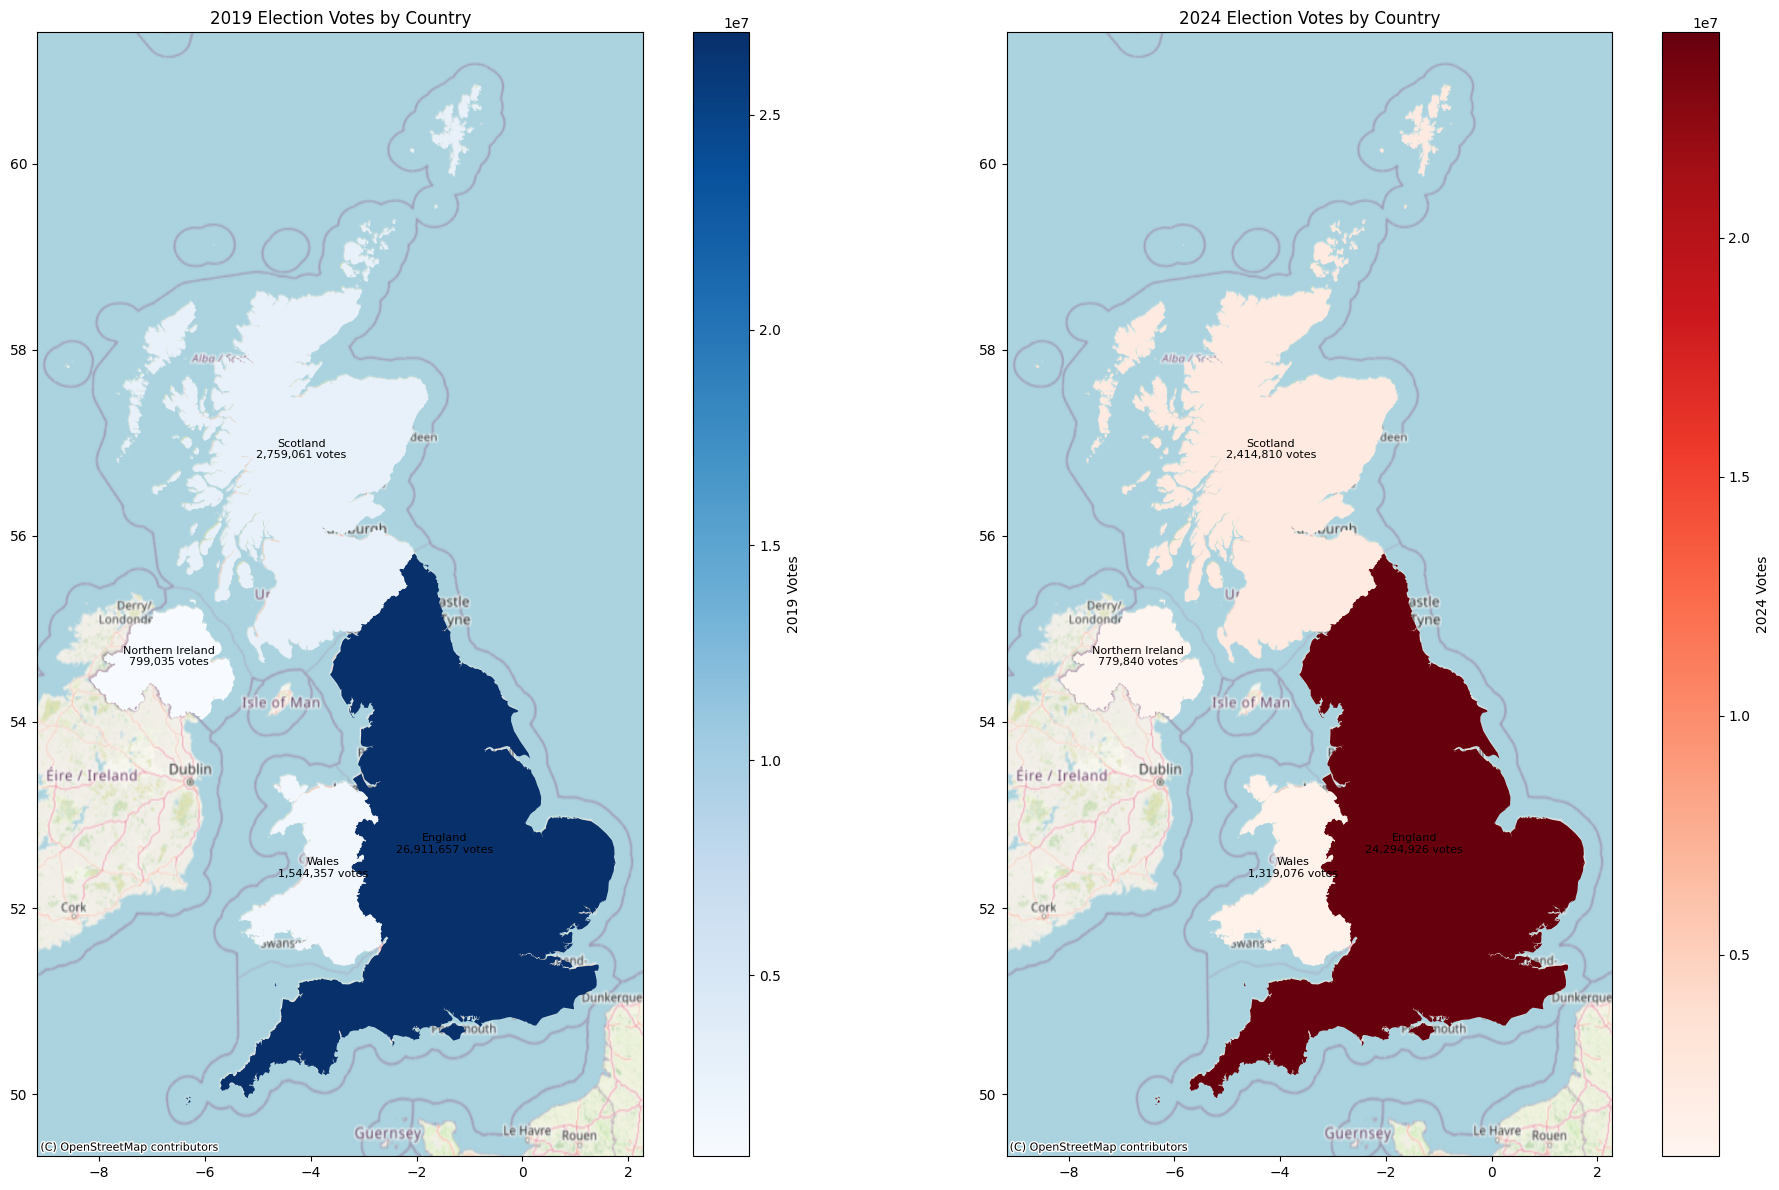 2019 Election Votes by Country
1e7
60
58
56
54
52
50
−8
−6
−4
−2
0
2
Alba /
Scotland
2,759,061 votes
deen
burgh
Derry/
Londonde
Northern Ireland
799,035 votes
astle
Tyne
Isle of Man
Dublin
Éire / Ireland
England
26,911,657 votes
Wales
1,544,357 votes
Cork
Swans
end-
Dunkerque
mouth
Guernsey
Le Havre
Rouen
(C) OpenStreetMap contributors
2.5
2.0
1.5
1.0
0.5
2019 Votes
2024 Election Votes by Country
1e7
60
58
56
54
52
50
−8
−6
−4
−2
0
2
Alba /
Scotland
2,414,810 votes
deen
burgh
Derry/
Londonde
Northern Ireland
779,840 votes
astle
Tyne
Isle of Man
Dublin
Éire / Ireland
England
24,294,926 votes
Wales
1,319,076 votes
Cork
Swans
end-
Dunkerque
mouth
Guernsey
Le Havre
Rouen
(C) OpenStreetMap contributors
2.0
1.5
1.0
0.5
2024 Votes